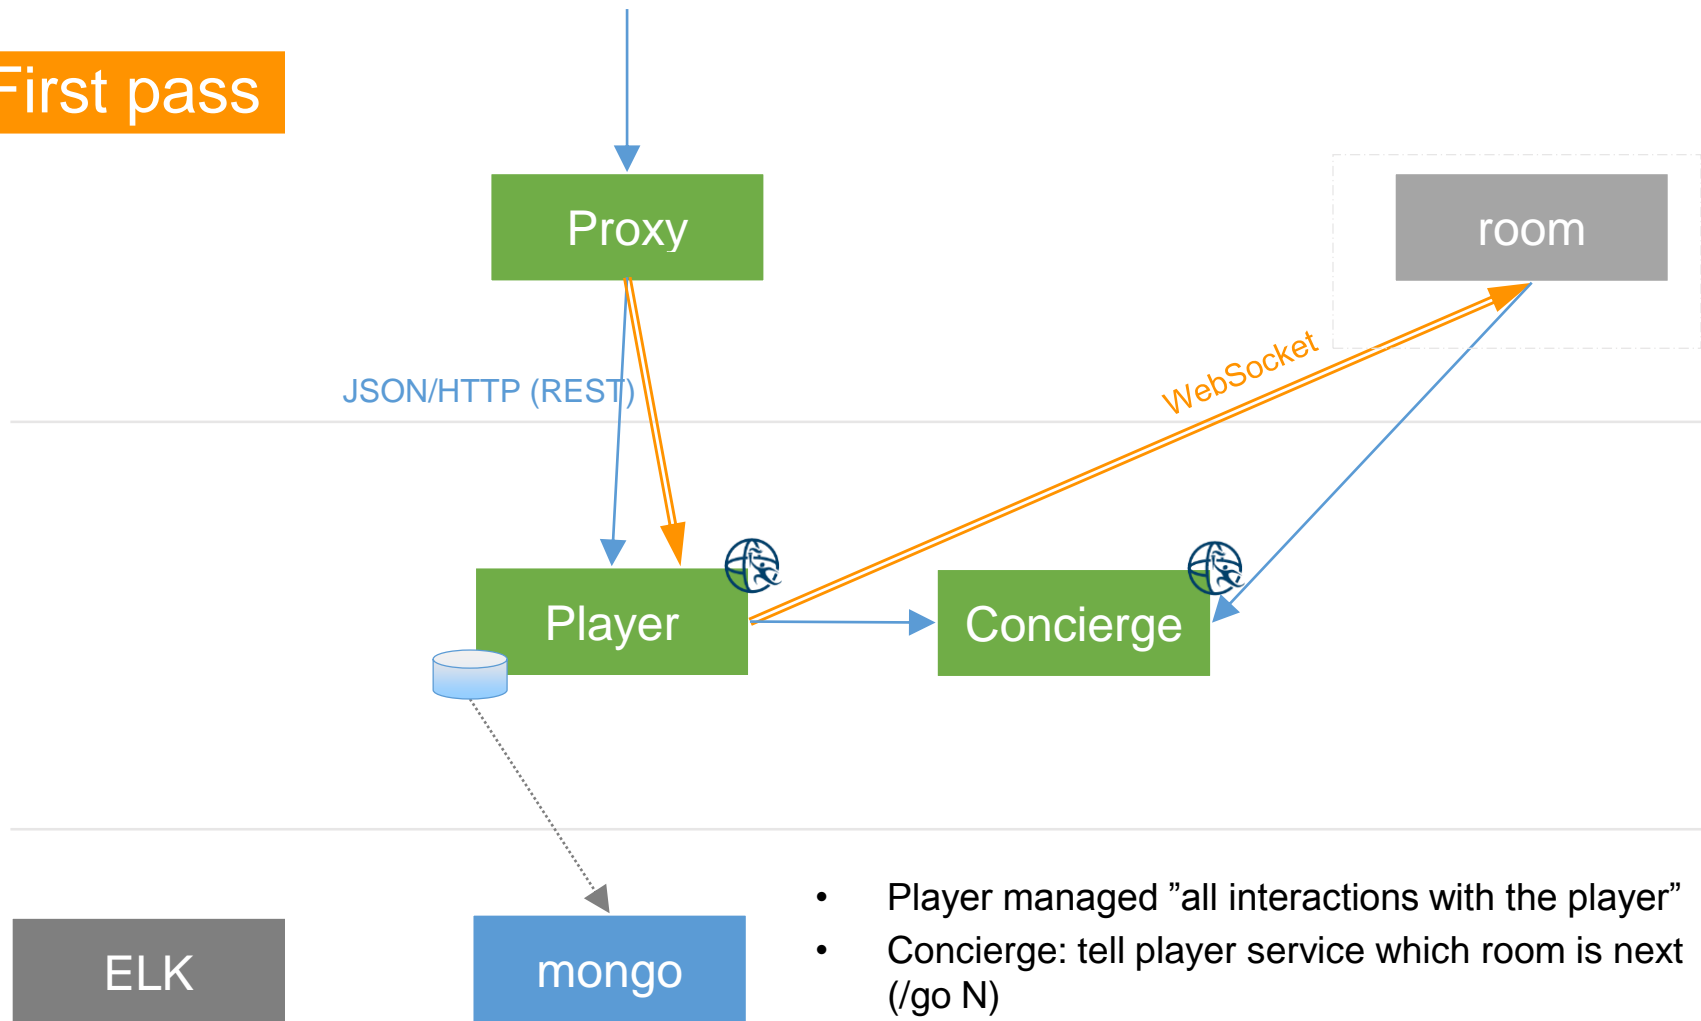 First pass
Proxy
room
JSON/HTTP (REST)
WebSocket
Player
Concierge
ELK
mongo
• Player managed ”all interactions with the player”
• Concierge: tell player service which room is next
(/go N)